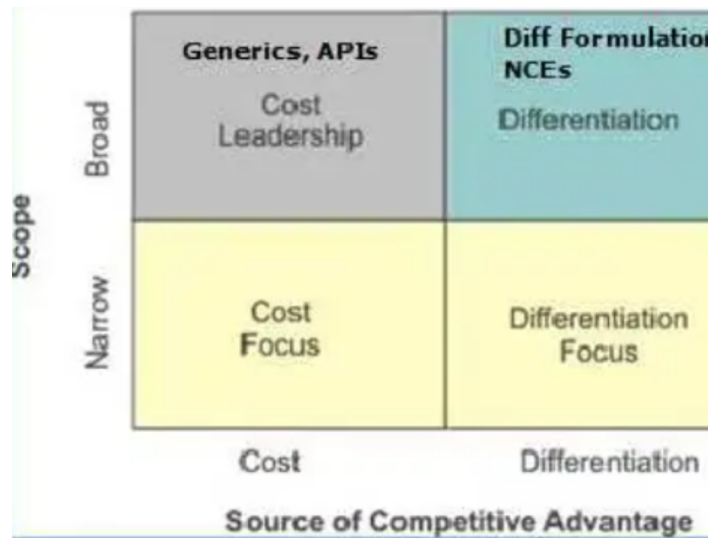 Generics, APIs
Cost
Leadership
Diff Formulation
NCEs
Differentiation
Broad
Scope
Narrow
Cost
Focus
Differentiation
Focus
Cost
Differentiation
Source of Competitive Advantage